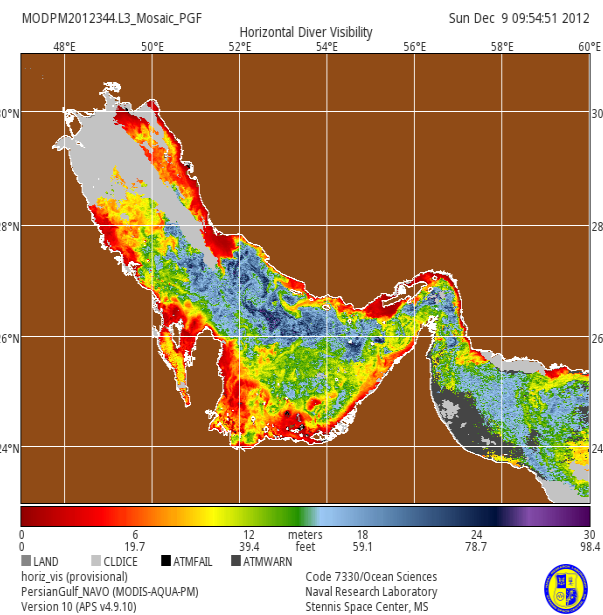 MODPM2012344.L3_Mosaic_PGF Sun Dec 9 09:54:51 2012
Horizontal Diver Visibility
48°E 50°E 52°E 54°E 56°E 58°E 60°E
30°N 30
28°N 28
26°N 26
24°N 24
0 6 12 meters 18 24 30
0 19.7 39.4 feet 59.1 78.7 98.4
LAND CLDICE ATMFAIL ATMWARN
horiz_vis (provisional) Code 7330/Ocean Sciences
PersianGulf_NAVO (MODIS-AQUA-PM) Naval Research Laboratory
Version 10 (APS v4.9.10) Stennis Space Center, MS